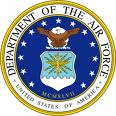 DEPARTMENT OF THE AIR FORCE
MCMXLVII
UNITED STATES OF AMERICA